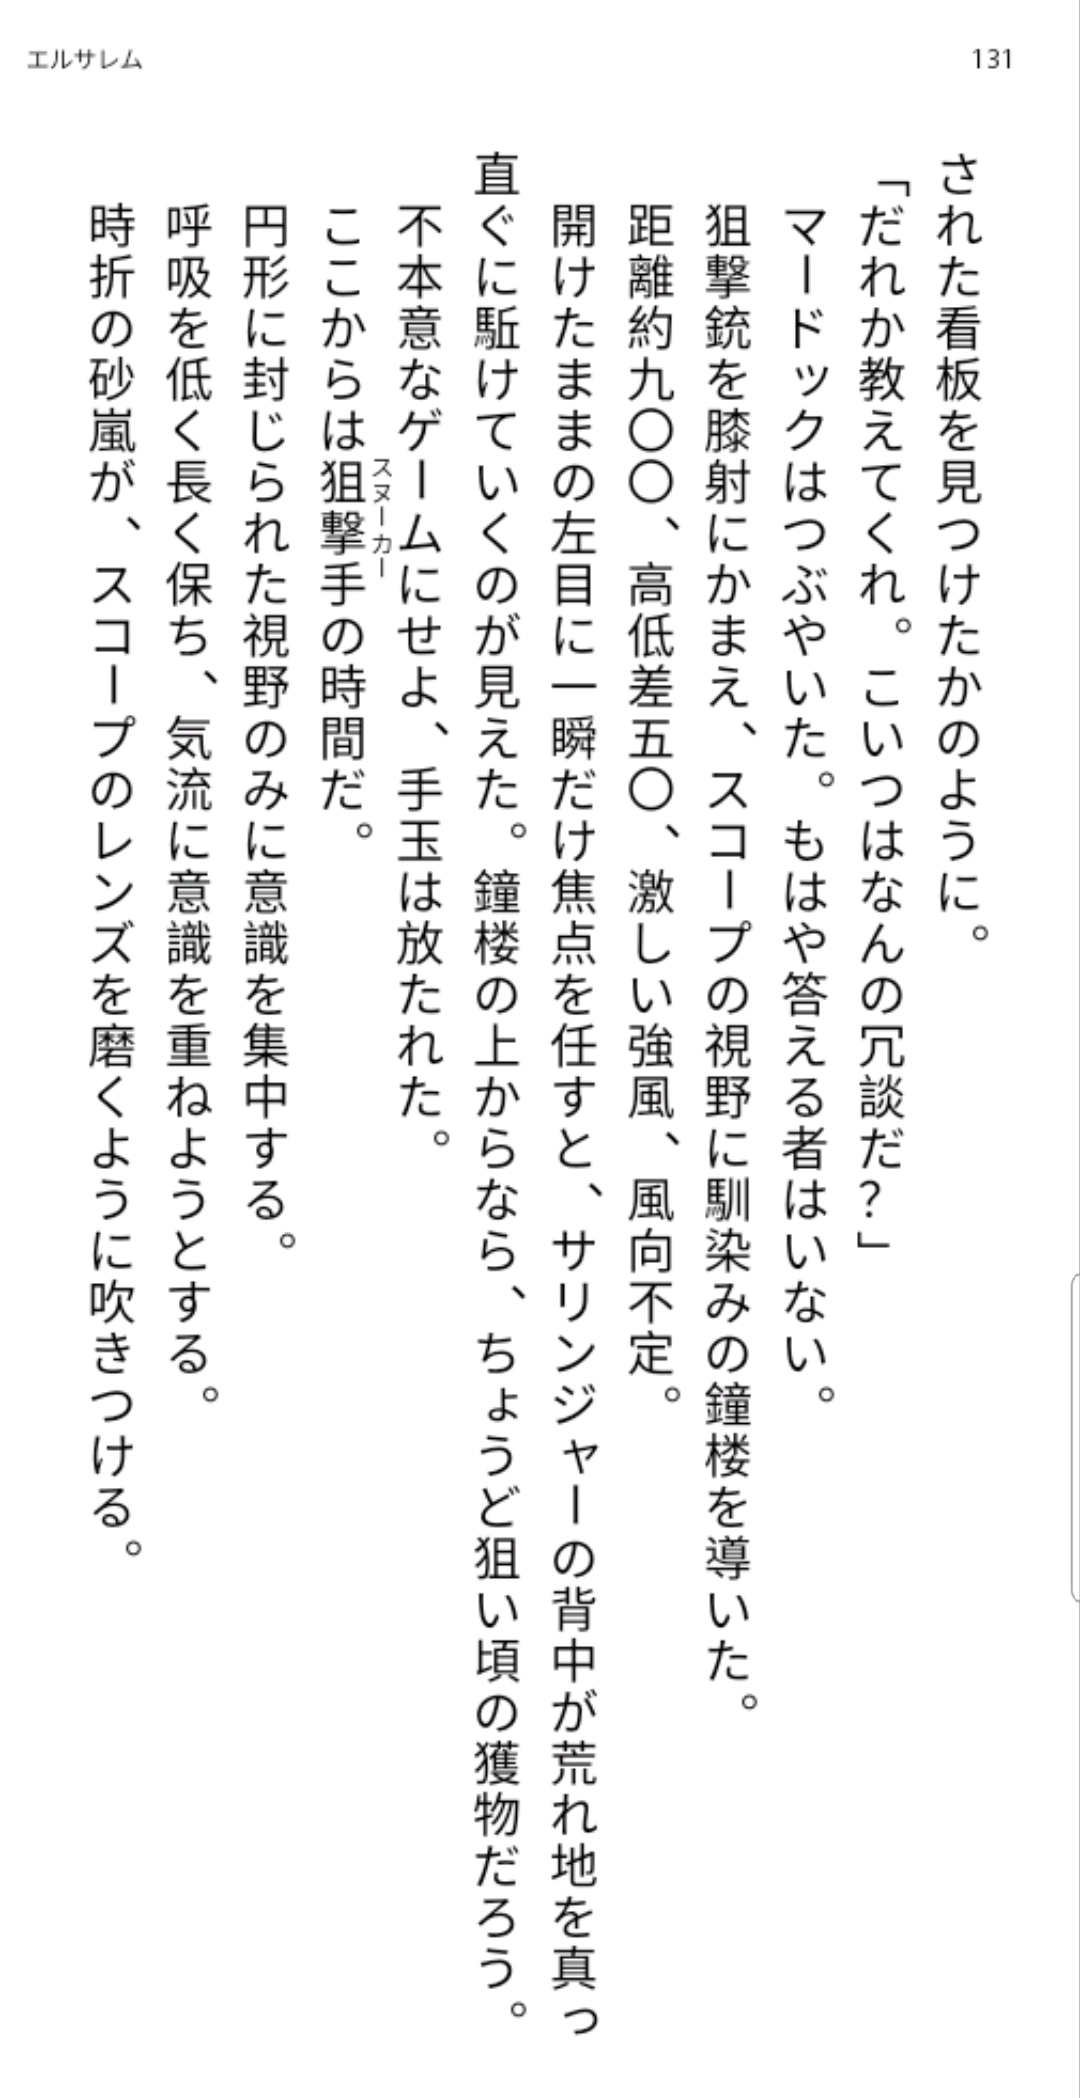 エルサレム
131
された看板を見つけたかのように。
「だれか教えてくれ。こいつはなんの冗談だ？」
マードックはつぶやいた。もはや答える者はいない。
狙撃銃を膝射にかまえ、スコープの視野に馴染みの鐘楼を導いた。
距離約九〇〇、高低差五〇、激しい強風、風向不定。
開けたままの左目に一瞬だけ焦点を任すと、サリンジャーの背中が荒れ地を真っ
直ぐに駈けていくのが見えた。鐘楼の上からなら、ちょうど狙い頃の獲物だろう。
不本意なゲームにせよ、手玉は放たれた。
ここからは狙撃手の時間だ。
スヌーカー
円形に封じられた視野のみに意識を集中する。
呼吸を低く長く保ち、気流に意識を重ねようとする。
時折の砂嵐が、スコープのレンズを磨くように吹きつける。